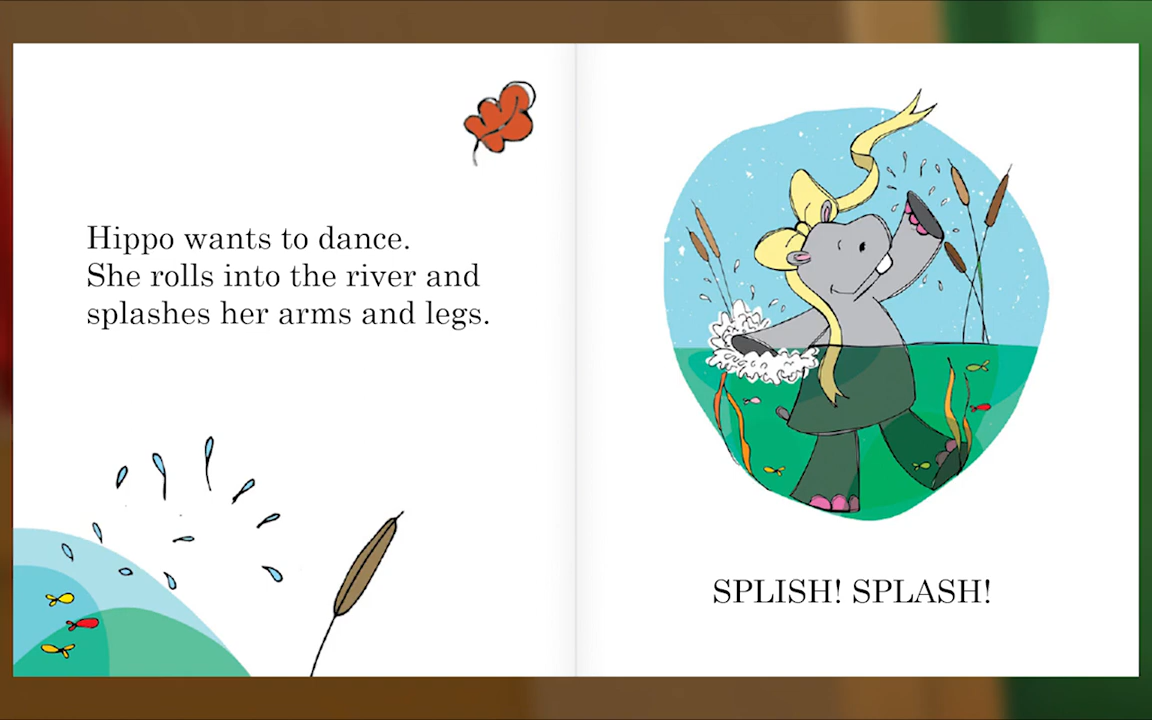 Hippo wants to dance.
She rolls into the river and
splashes her arms and legs.
SPLISH! SPLASH!